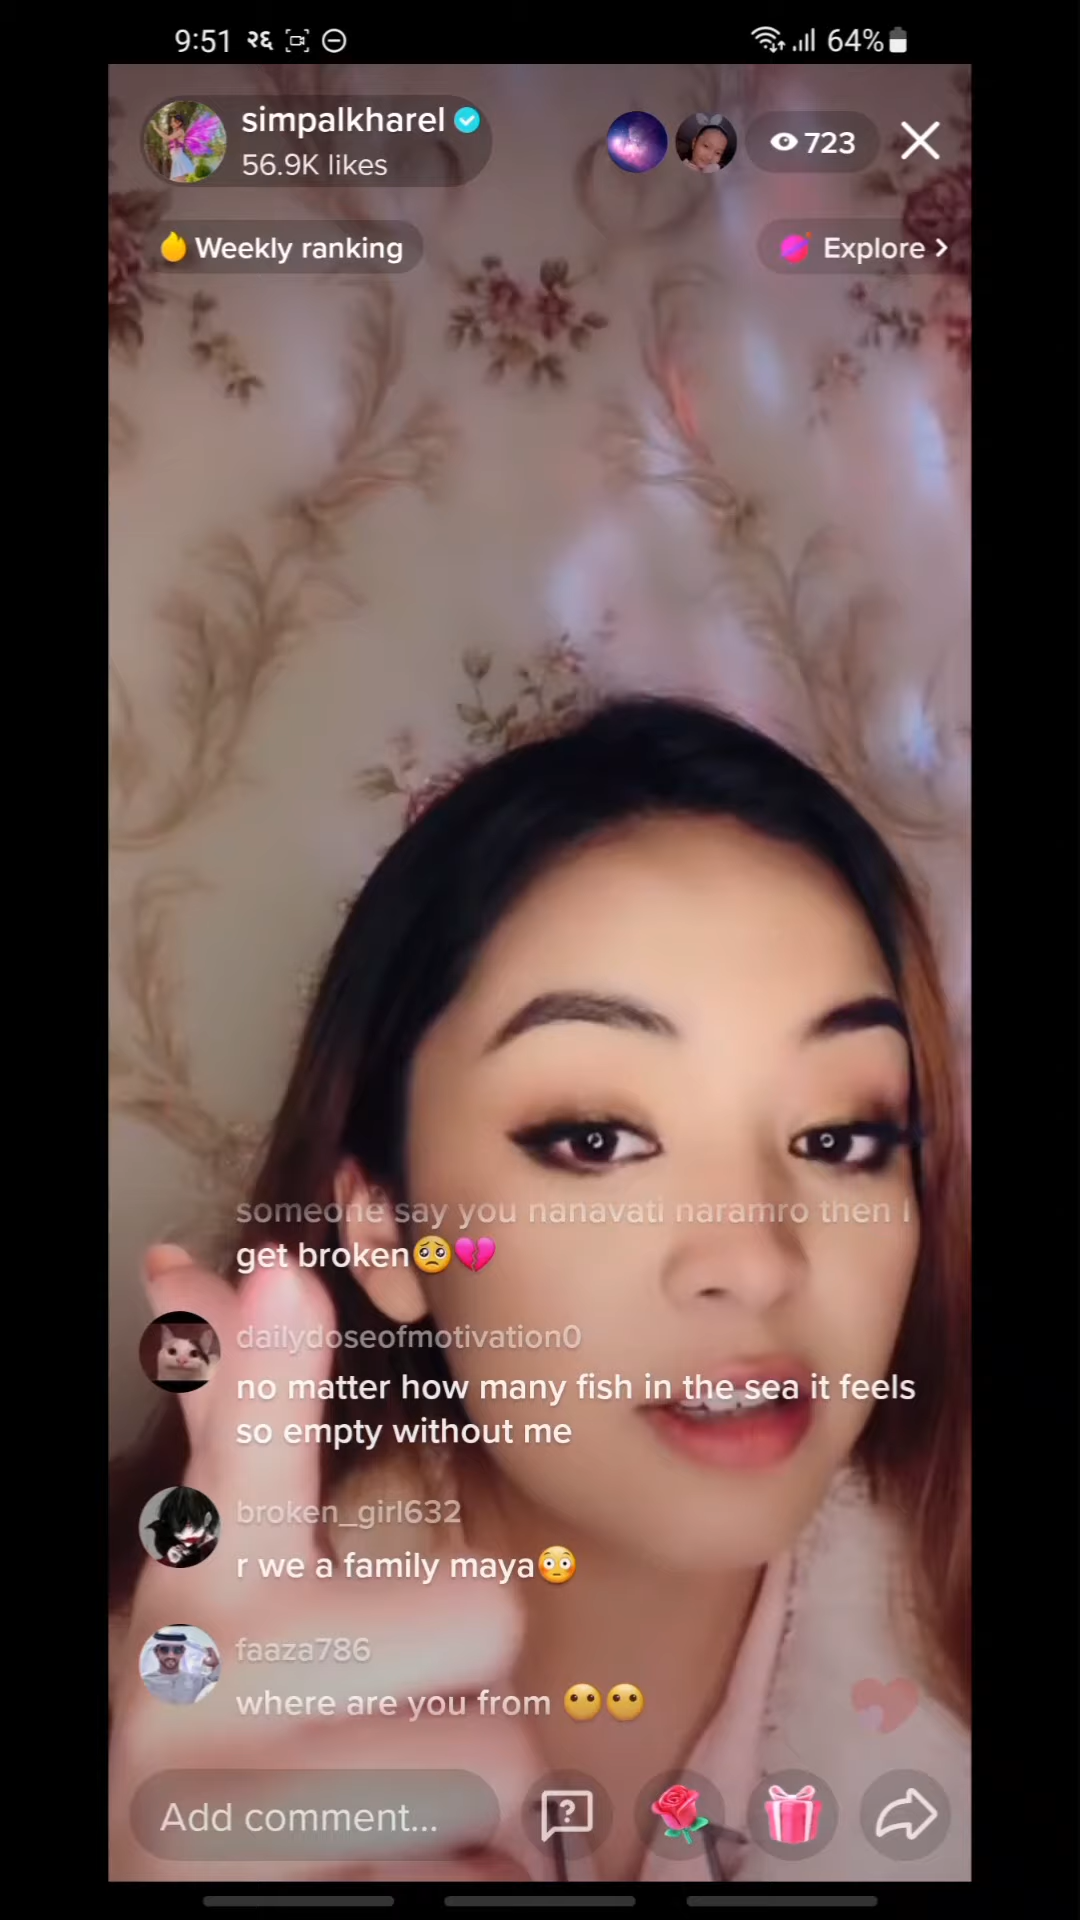 9:51 २६ 64%
simpalkharel
56.9K likes
723
Weekly ranking
Explore >
someone say you nanavati naramro then I
get broken🥺💔
dailydoseofmotivation0
no matter how many fish in the sea it feels
so empty without me
broken_girl632
r we a family maya😳
faaza786
where are you from 😶😶
Add comment...